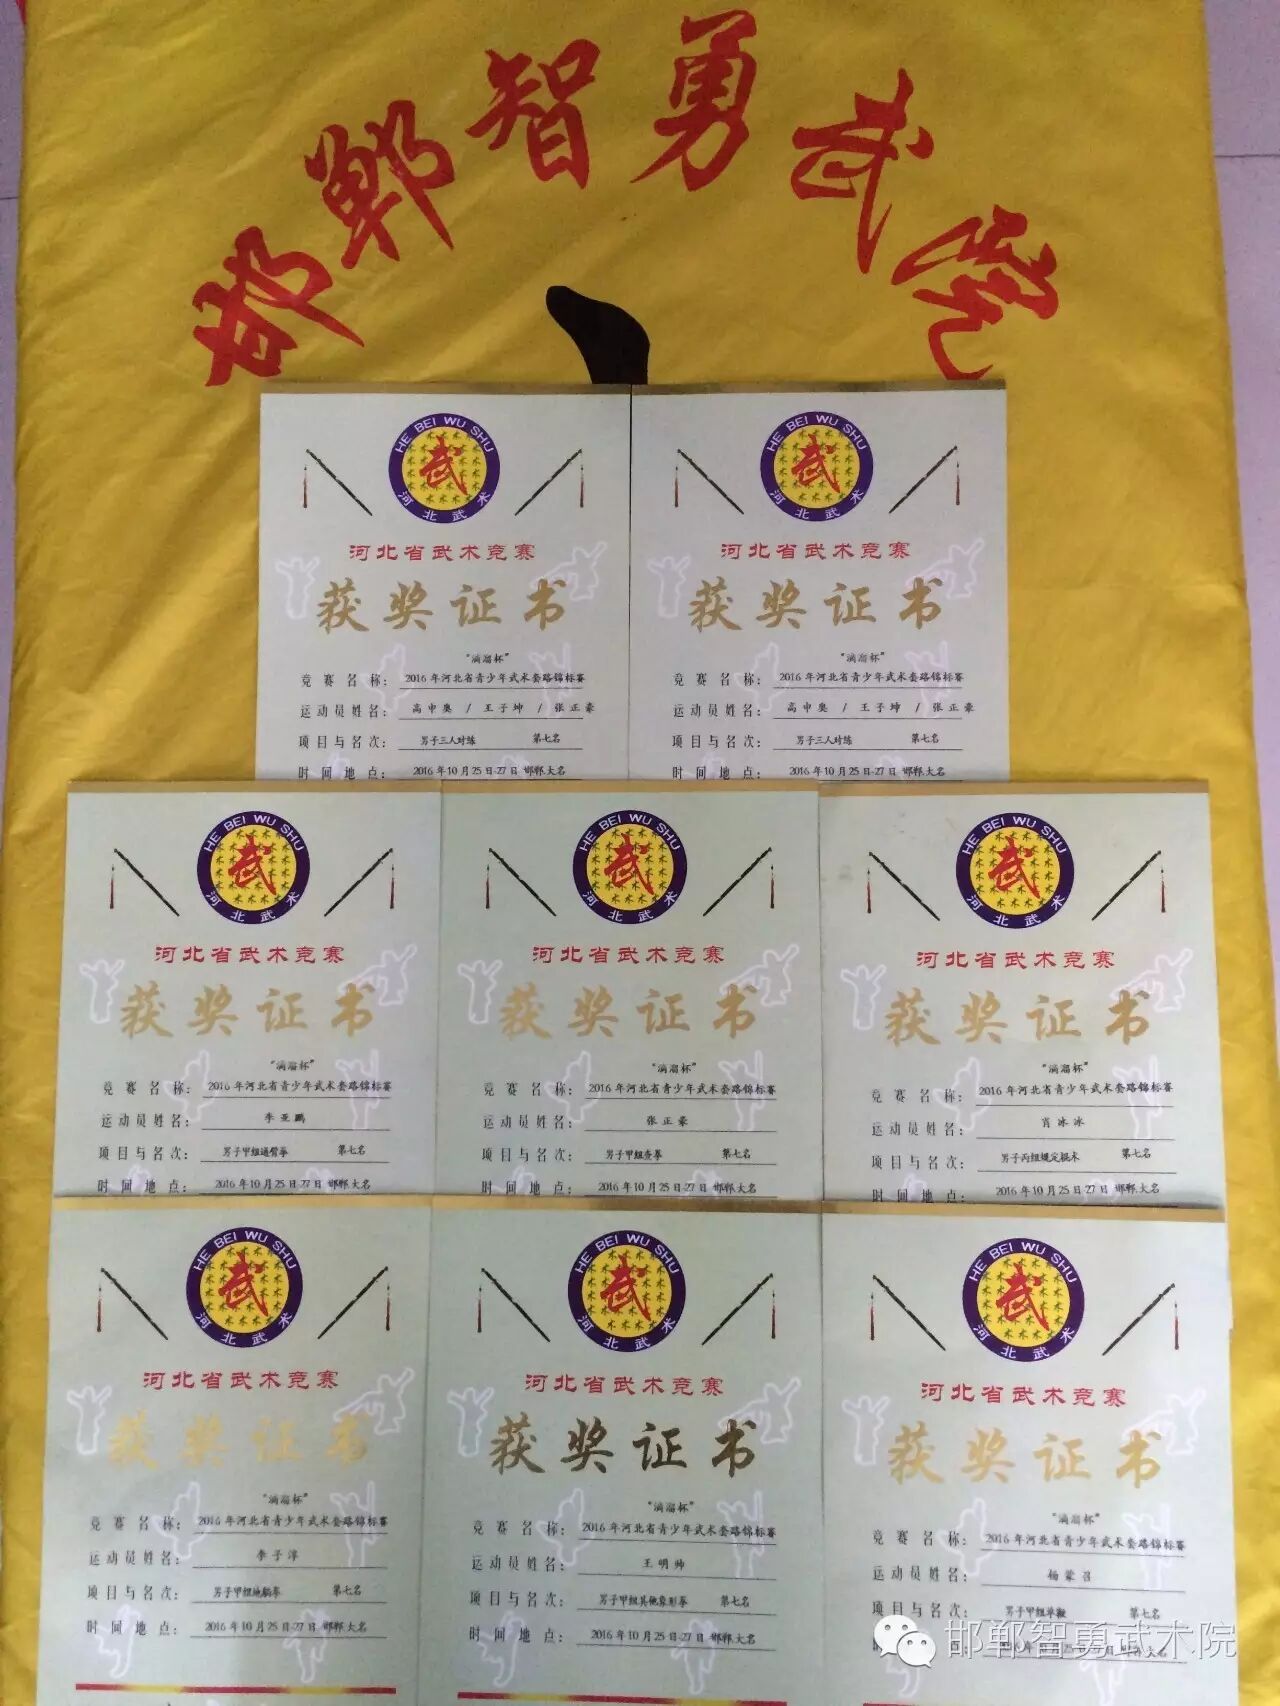 邯郸智勇武院
HE BEI WU SHU
武
河北武术
河北省武术竞赛
获奖证书
"滴溜杯"
竞赛名称: 2016年河北省青少年武术套路锦标赛
运动员姓名: 高申奥 / 王子坤 / 张正豪
项目与名次: 男子三人对练 第七名
时间地点: 2016年10月25日-27日 邯郸大名
HE BEI WU SHU
武
河北武术
河北省武术竞赛
获奖证书
"滴溜杯"
竞赛名称: 2016年河北省青少年武术套路锦标赛
运动员姓名: 高申奥 / 王子坤 / 张正豪
项目与名次: 男子三人对练 第七名
时间地点: 2016年10月25日-27日 邯郸大名
HE BEI WU SHU
武
河北武术
河北省武术竞赛
获奖证书
"滴溜杯"
竞赛名称: 2016年河北省青少年武术套路锦标赛
运动员姓名: 李亚鹏
项目与名次: 男子甲组通臂拳 第七名
时间地点: 2016年10月25日-27日 邯郸大名
HE BEI WU SHU
武
河北武术
河北省武术竞赛
获奖证书
"滴溜杯"
竞赛名称: 2016年河北省青少年武术套路锦标赛
运动员姓名: 张正豪
项目与名次: 男子甲组查拳 第七名
时间地点: 2016年10月25日-27日 邯郸大名
HE BEI WU SHU
武
河北武术
河北省武术竞赛
获奖证书
"滴溜杯"
竞赛名称: 2016年河北省青少年武术套路锦标赛
运动员姓名: 肖冰冰
项目与名次: 男子丙组规定棍术 第七名
时间地点: 2016年10月25日-27日 邯郸大名
HE BEI WU SHU
武
河北武术
河北省武术竞赛
获奖证书
"滴溜杯"
竞赛名称: 2016年河北省青少年武术套路锦标赛
运动员姓名: 李子淳
项目与名次: 男子甲组地躺拳 第七名
时间地点: 2016年10月25日-27日 邯郸大名
HE BEI WU SHU
武
河北武术
河北省武术竞赛
获奖证书
"滴溜杯"
竞赛名称: 2016年河北省青少年武术套路锦标赛
运动员姓名: 王明帅
项目与名次: 男子甲组其他象形拳 第七名
时间地点: 2016年10月25日-27日 邯郸大名
HE BEI WU SHU
武
河北武术
河北省武术竞赛
获奖证书
"滴溜杯"
竞赛名称: 2016年河北省青少年武术套路锦标赛
运动员姓名: 杨蒙召
项目与名次: 男子甲组单鞭 第七名
时间地点: 2016年10月25日-27日 邯郸大名
邯郸智勇武术院